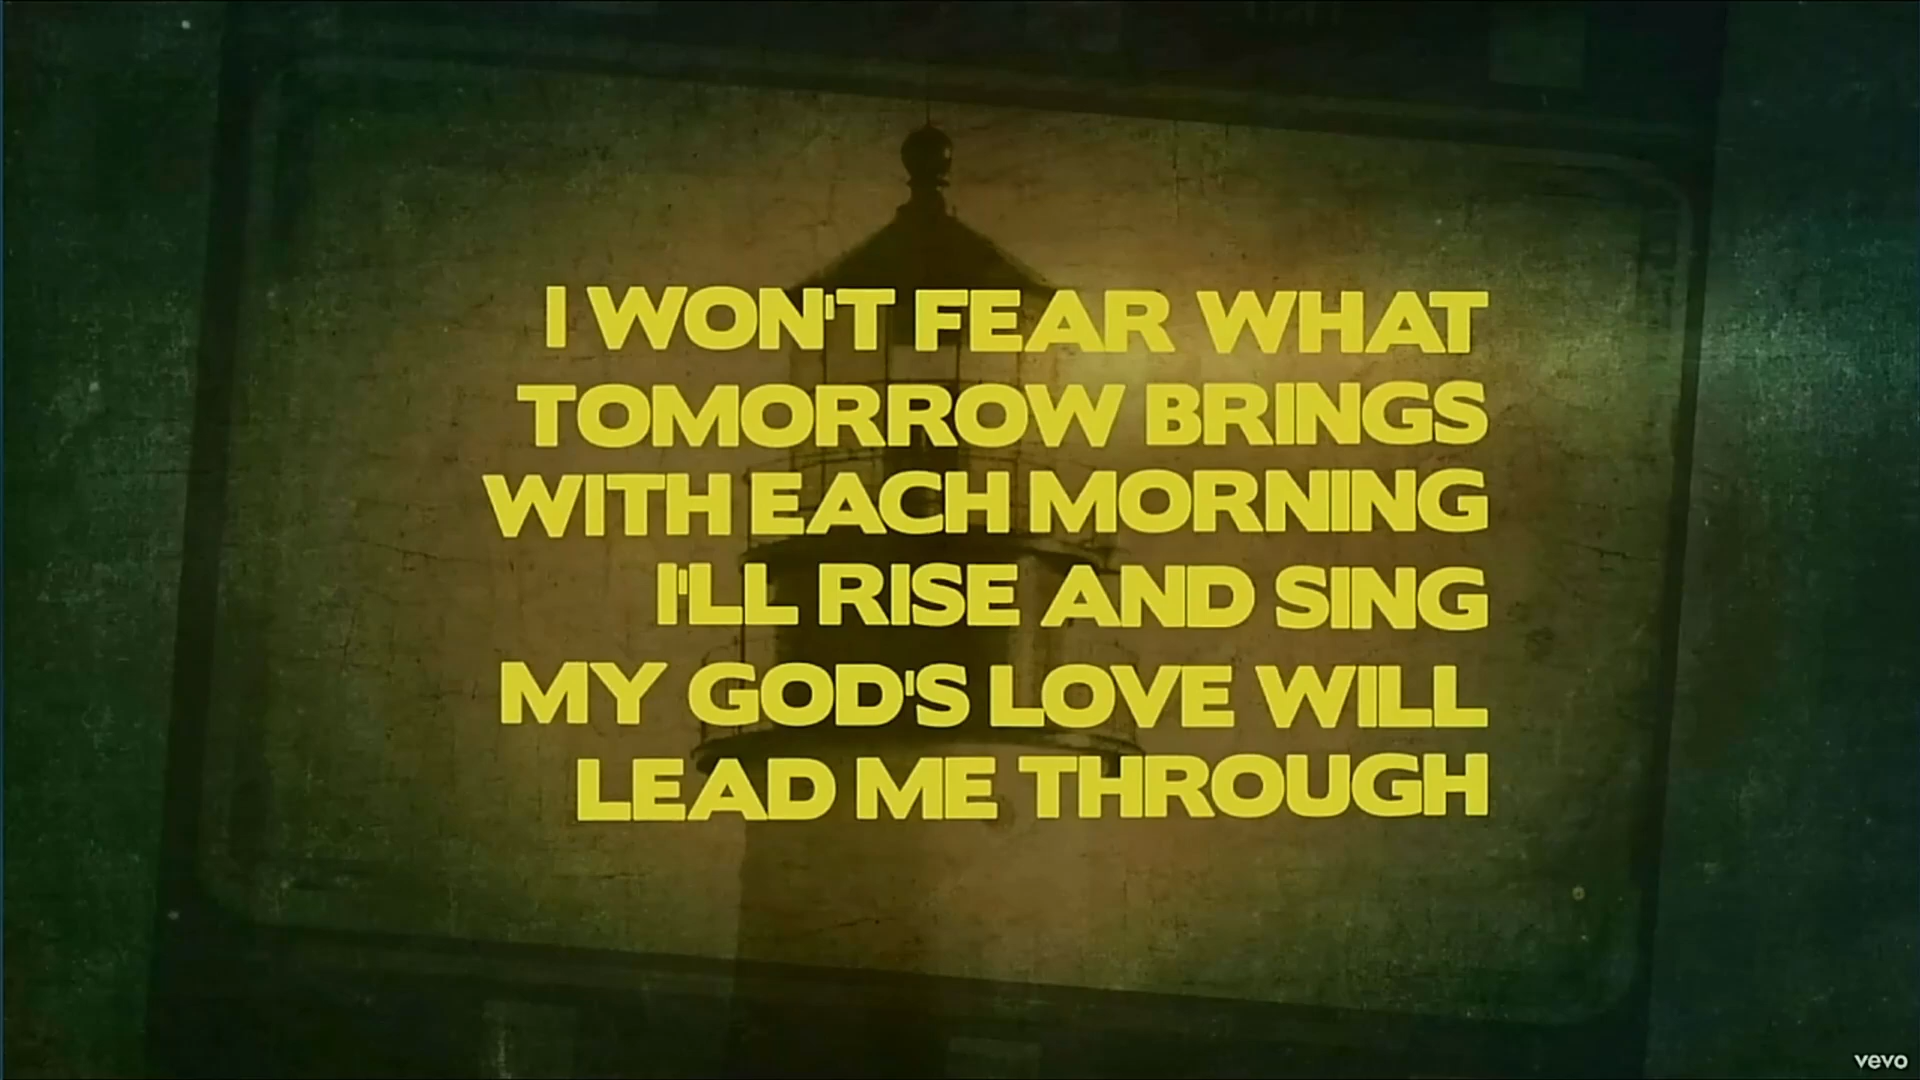 I WON'T FEAR WHAT
TOMORROW BRINGS
WITH EACH MORNING
I'LL RISE AND SING
MY GOD'S LOVE WILL
LEAD ME THROUGH
vevo